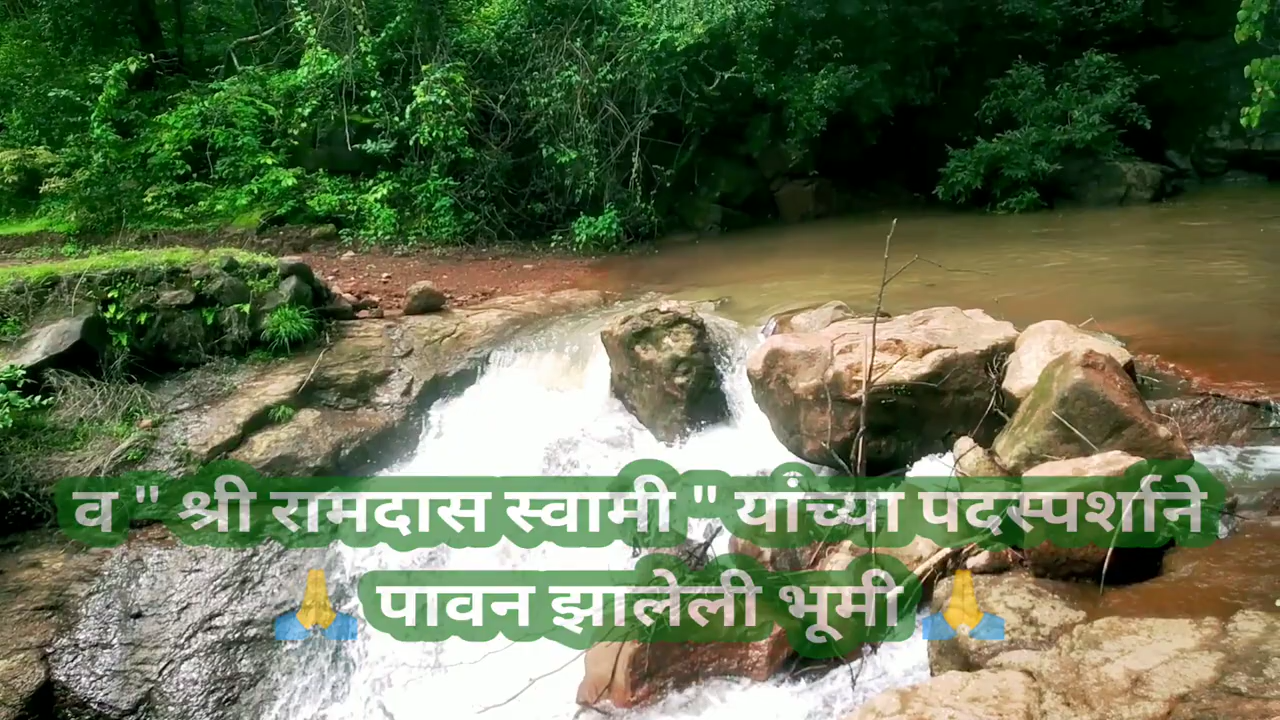 व " श्री रामदास स्वामी " यांच्या पदस्पर्शाने
🙏 पावन झालेली भूमी 🙏